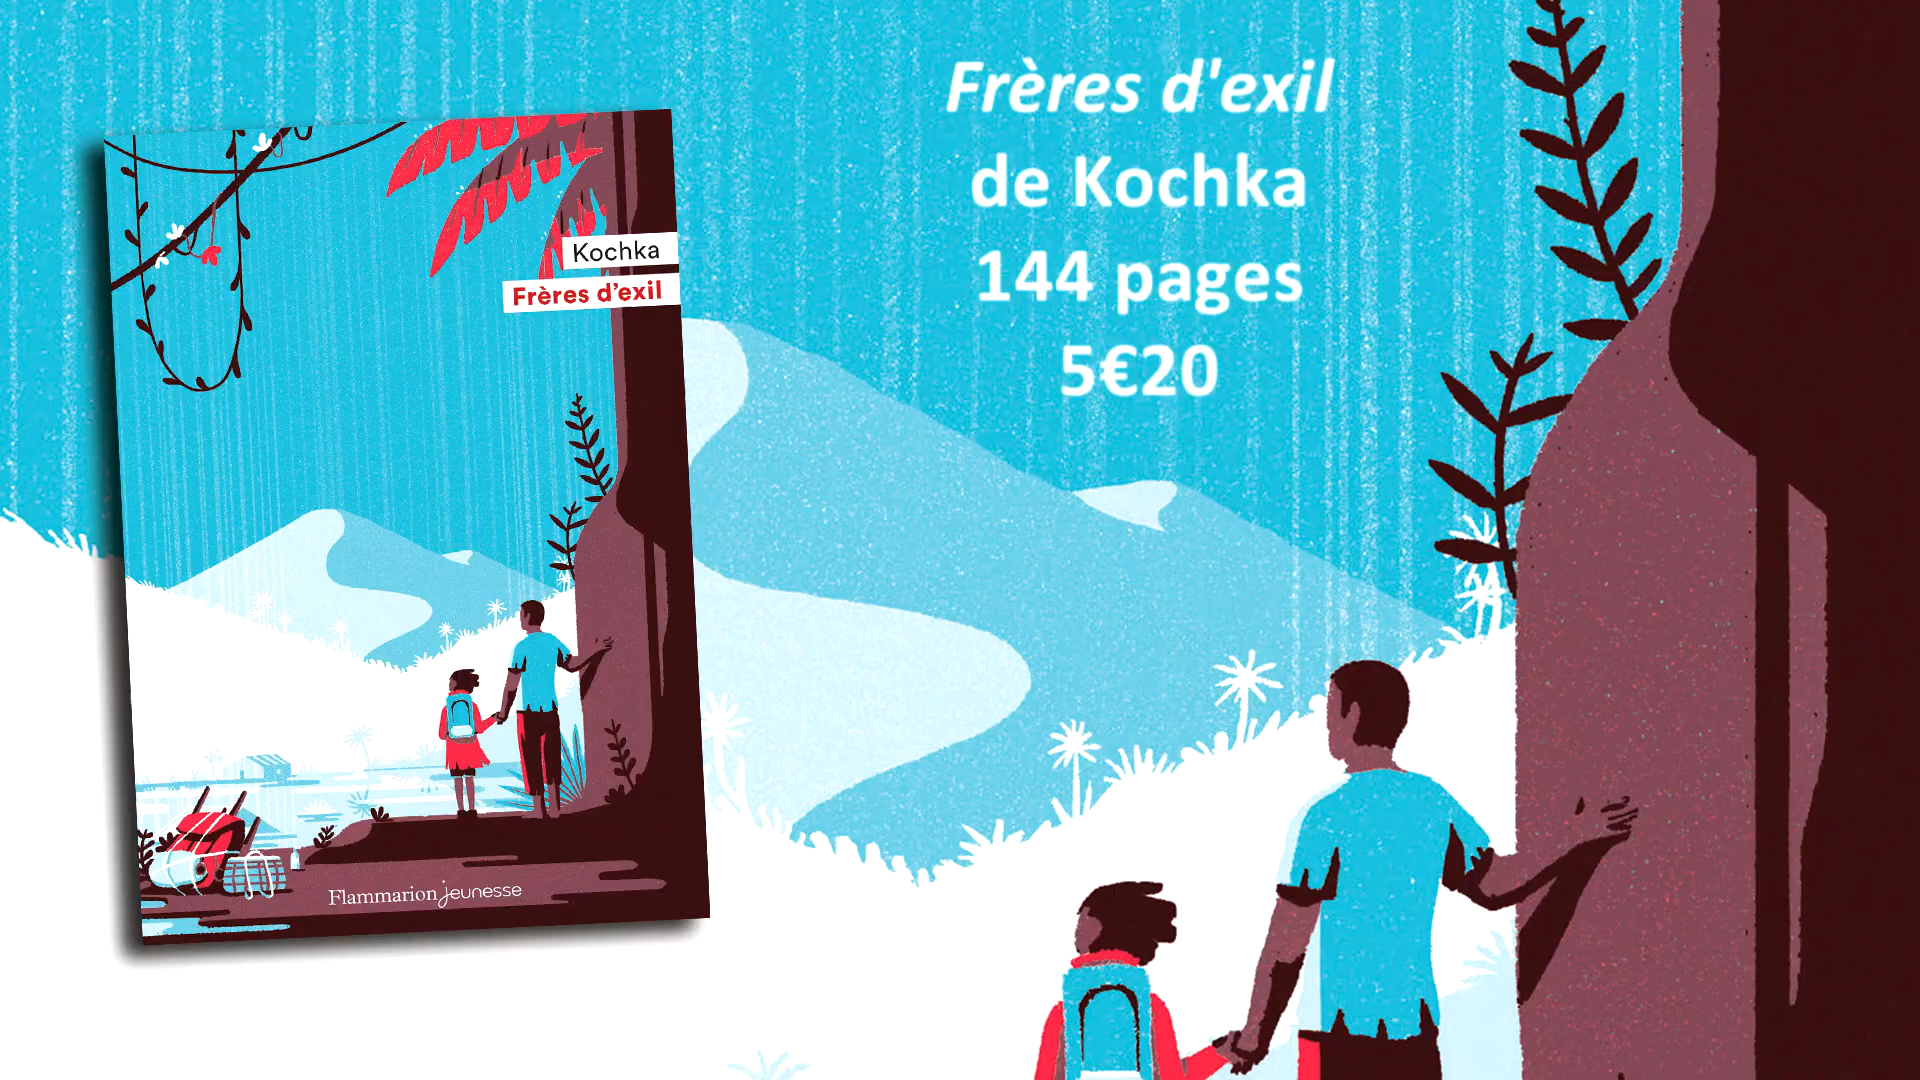 Frères d'exil
de Kochka
144 pages
5€20
Kochka
Frères d’exil
Flammarion jeunesse